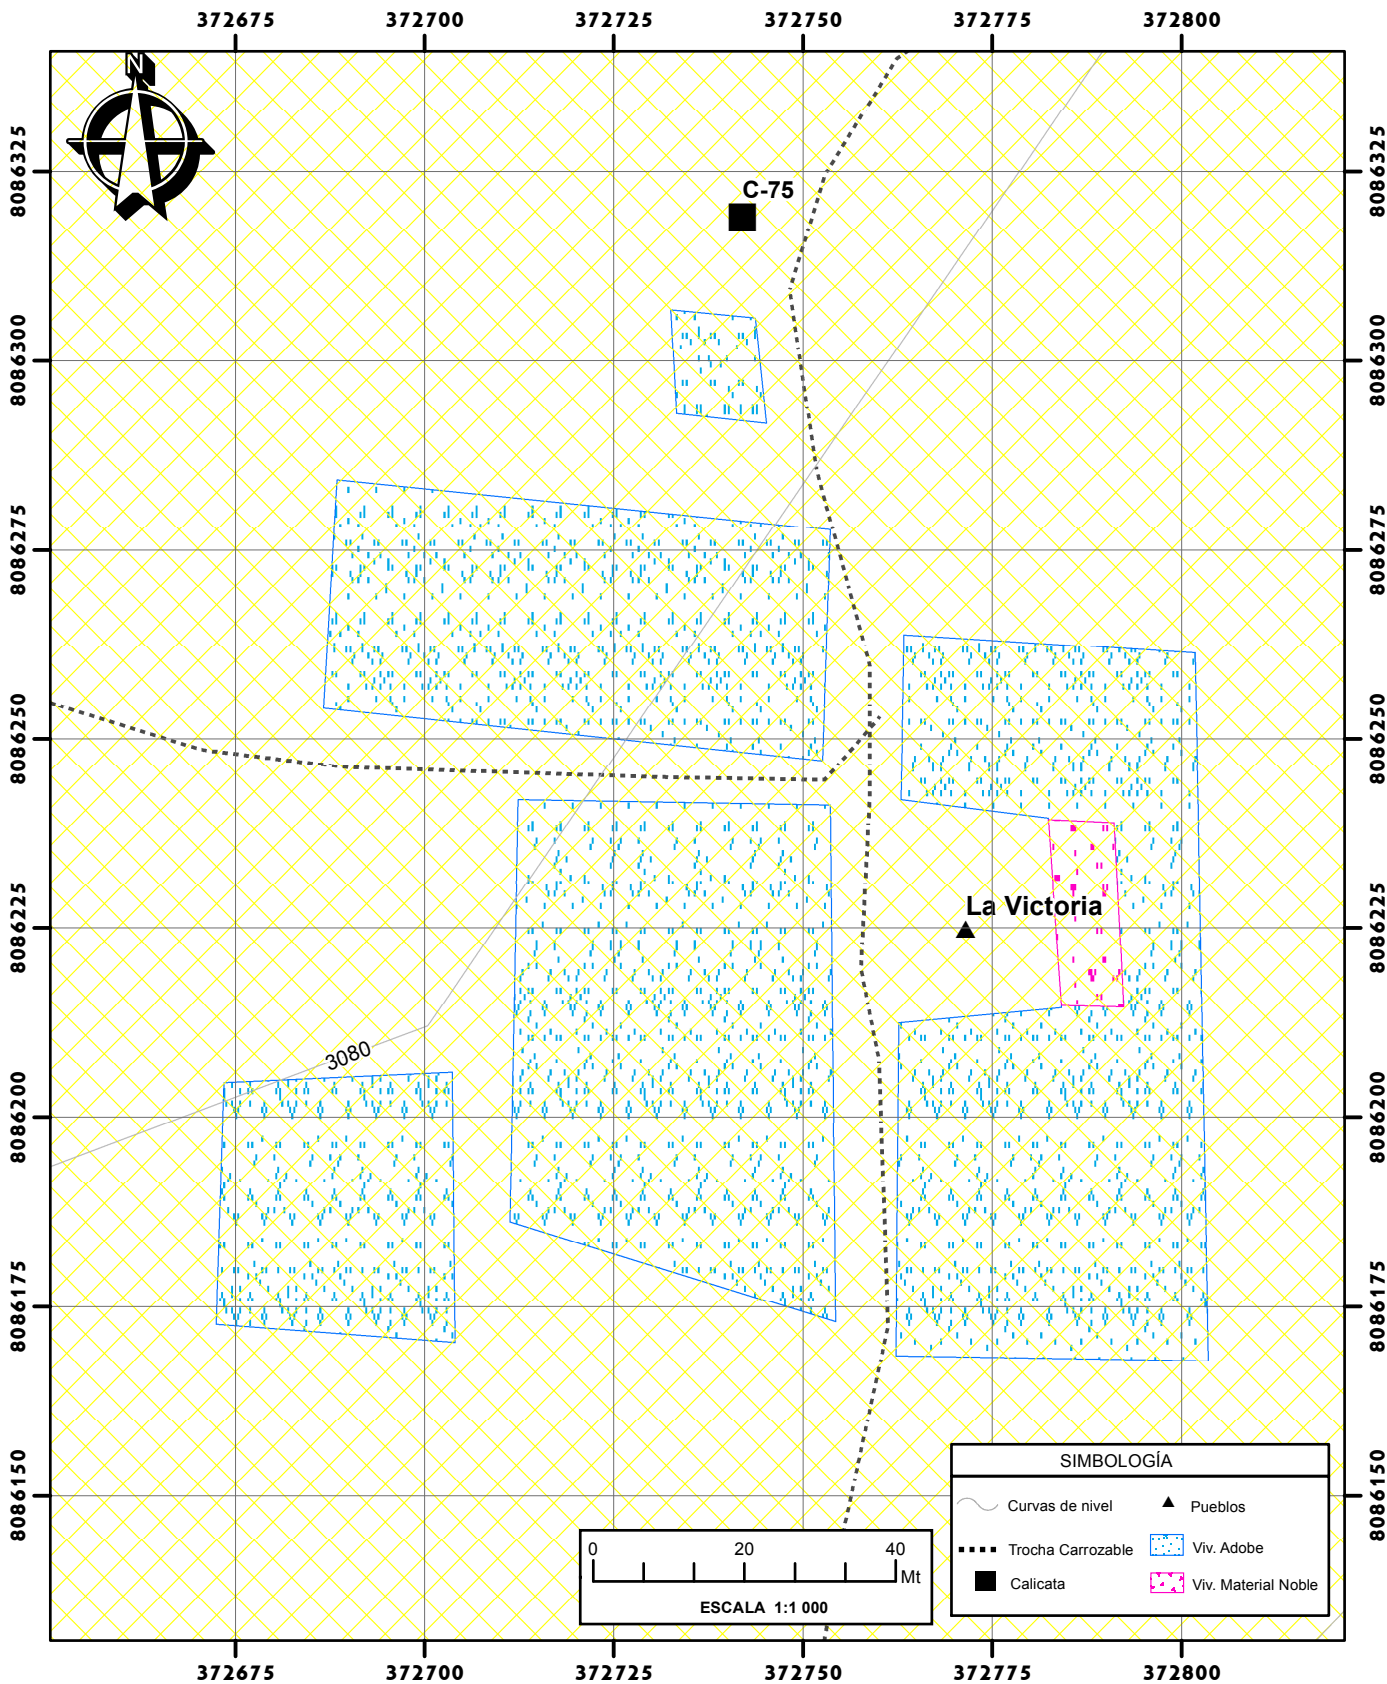 372675 372700 372725 372750 372775 372800
N
8086325 8086325
C-75
8086300 8086300
8086275 8086275
8086250 8086250
La Victoria
8086225 8086225
3080
8086200 8086200
8086175 8086175
8086150 8086150
SIMBOLOGÍA
Curvas de nivel
Pueblos
Trocha Carrozable
Viv. Adobe
Calicata
Viv. Material Noble
0 20 40
Mt
ESCALA 1:1 000
372675 372700 372725 372750 372775 372800